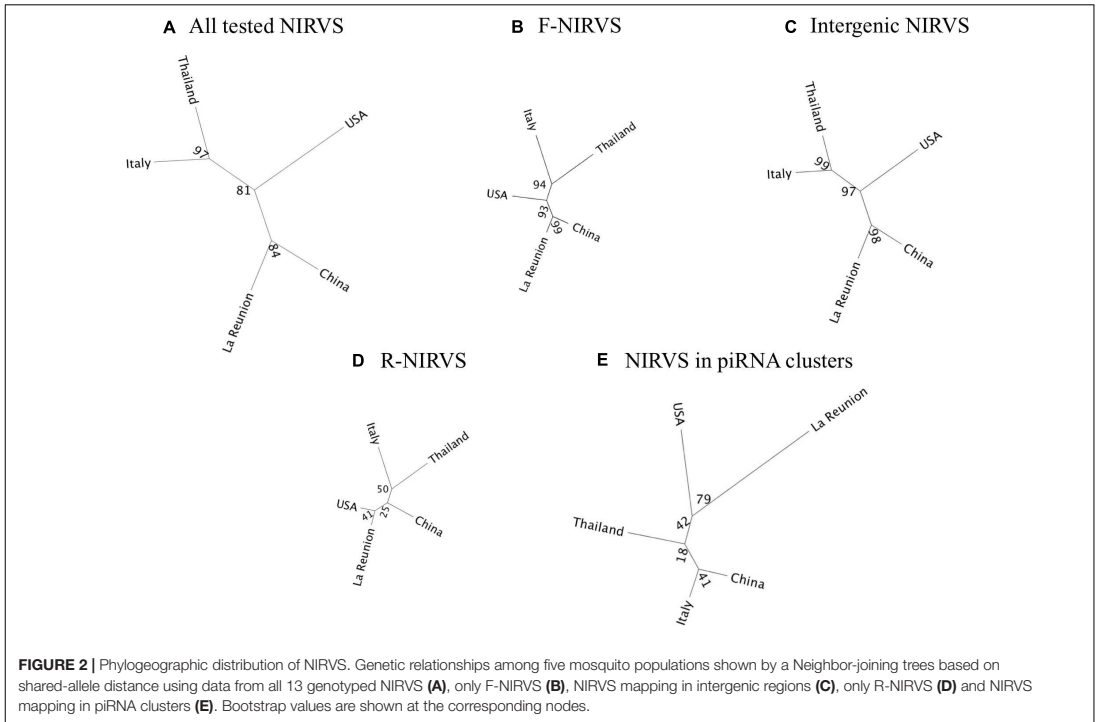 A All tested NIRVS
Thailand
Italy
USA
97
81
84
La Reunion
China
B F-NIRVS
Italy
Thailand
USA
94
93
99
China
La Reunion
C Intergenic NIRVS
Thailand
Italy
USA
99
97
98
China
La Reunion
D R-NIRVS
Italy
Thailand
50
USA
41
25
China
La Reunion
E NIRVS in piRNA clusters
USA
La Reunion
79
42
Thailand
18
41
China
Italy
FIGURE 2 | Phylogeographic distribution of NIRVS. Genetic relationships among five mosquito populations shown by a Neighbor-joining trees based on
shared-allele distance using data from all 13 genotyped NIRVS (A), only F-NIRVS (B), NIRVS mapping in intergenic regions (C), only R-NIRVS (D) and NIRVS
mapping in piRNA clusters (E). Bootstrap values are shown at the corresponding nodes.